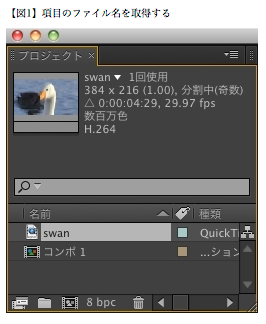 【図1】項目のファイル名を取得する
プロジェクト ×
swan ▼ 1回使用
384 x 216 (1.00), 分割中(奇数)
△ 0:00:04:29, 29.97 fps
数百万色
H.264
名前 種類
swan QuickTi
コンポ 1 ...ション
8 bpc